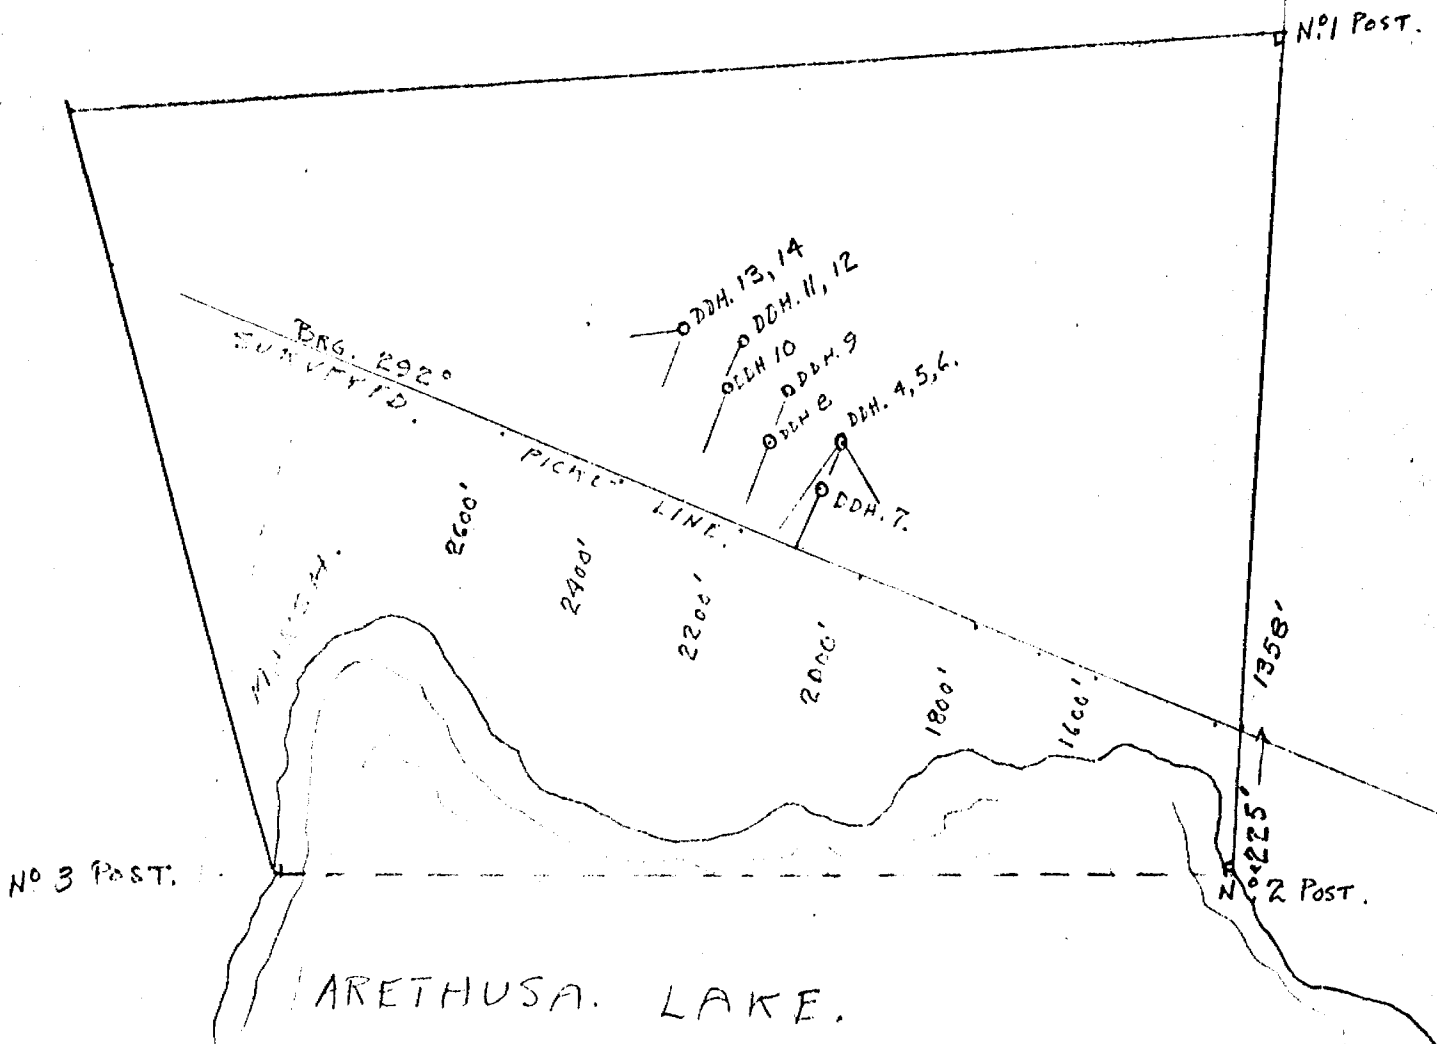 Nº1 POST.
DDH. 13, 14
DDH. 11, 12
DDH 10
DDH. 9
DDH 8
DDH. 4, 5, 6.
DDH. 7.
BRG. 292°
SURVEYED.
PICKET
LINE.
2600'
2400'
2200'
2000'
1800'
1600'
1358'
225'
MARSH.
Nº 3 POST.
Nº 2 POST.
ARETHUSA. LAKE.